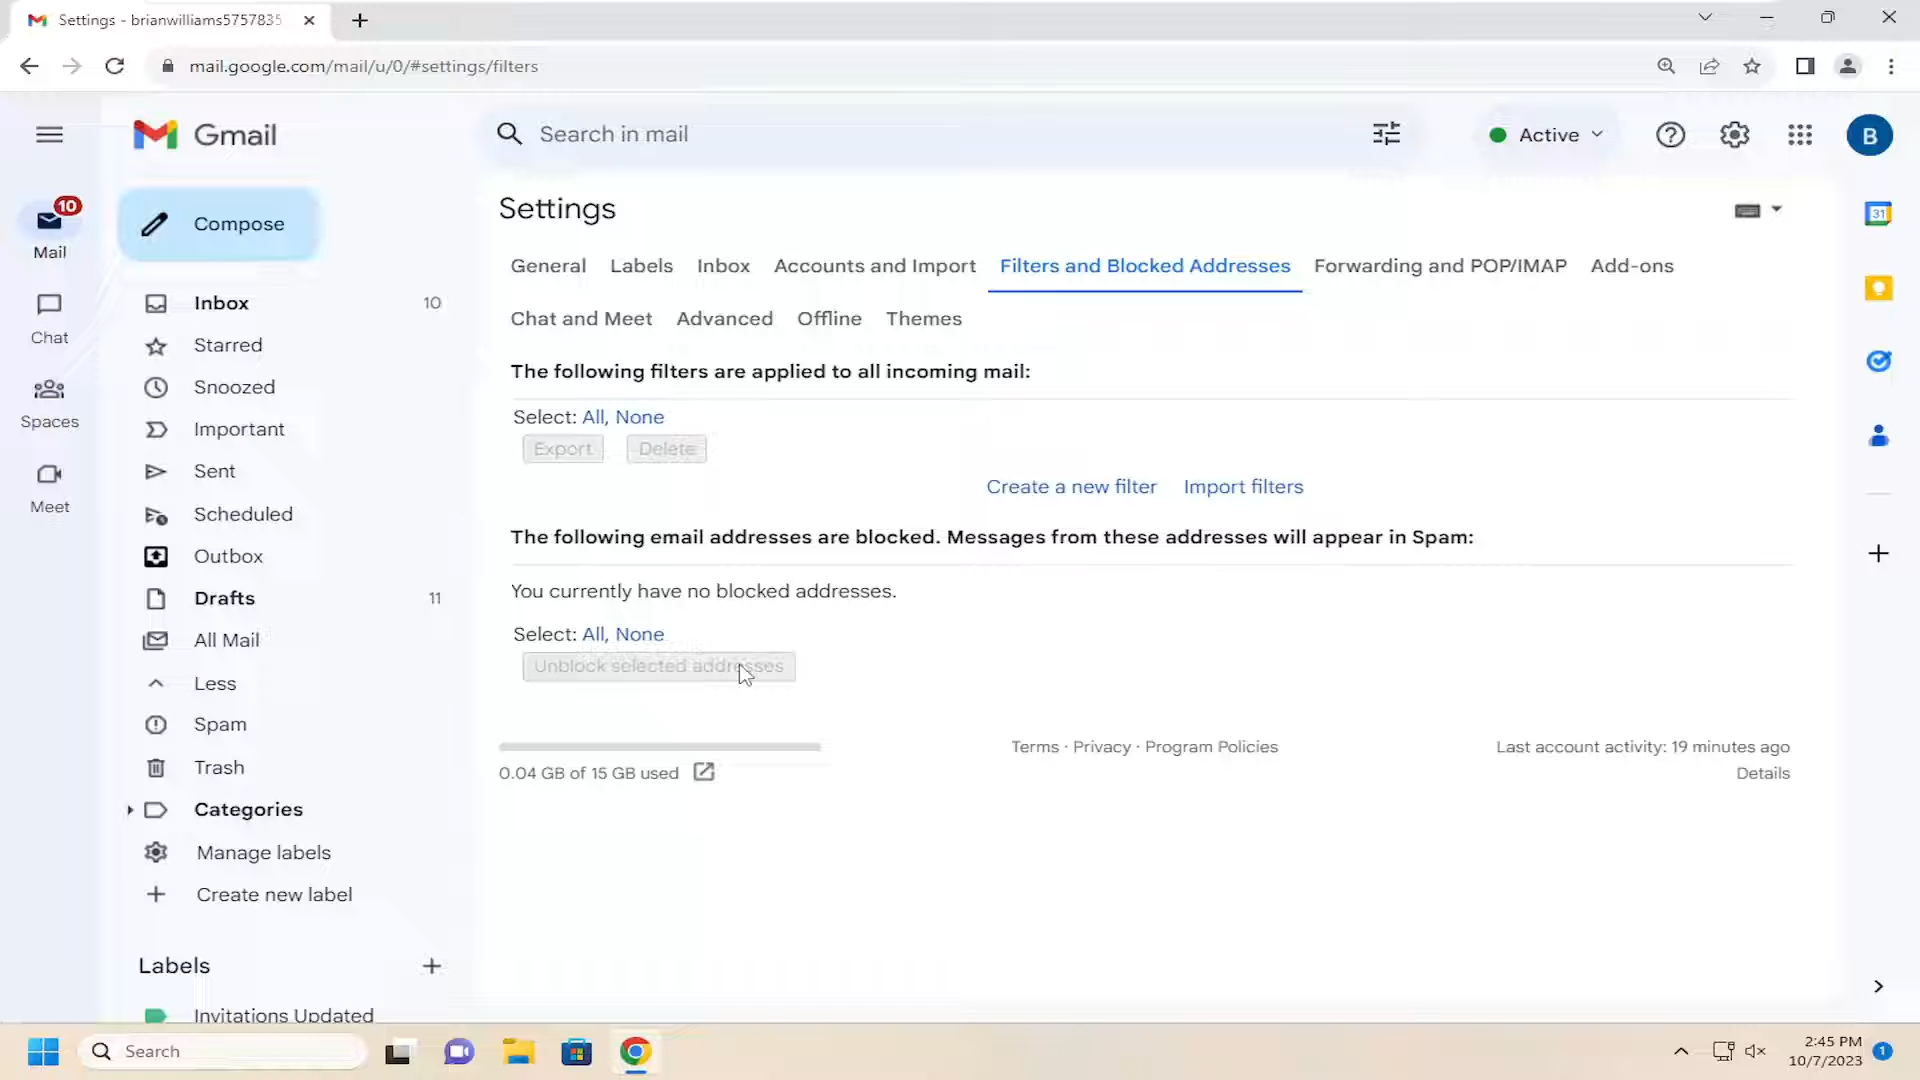 Settings - brianwilliams5757835
mail.google.com/mail/u/0/#settings/filters
Gmail
Search in mail
Active
B
10
Mail
Chat
Spaces
Meet
Compose
Inbox 10
Starred
Snoozed
Important
Sent
Scheduled
Outbox
Drafts 11
All Mail
Less
Spam
Trash
Categories
Manage labels
Create new label
Labels
Invitations Updated
Settings
General Labels Inbox Accounts and Import Filters and Blocked Addresses Forwarding and POP/IMAP Add-ons
Chat and Meet Advanced Offline Themes
The following filters are applied to all incoming mail:
Select: All, None
Export Delete
Create a new filter Import filters
The following email addresses are blocked. Messages from these addresses will appear in Spam:
You currently have no blocked addresses.
Select: All, None
Unblock selected addresses
0.04 GB of 15 GB used
Terms · Privacy · Program Policies
Last account activity: 19 minutes ago
Details
31
Search
2:45 PM
10/7/2023
1